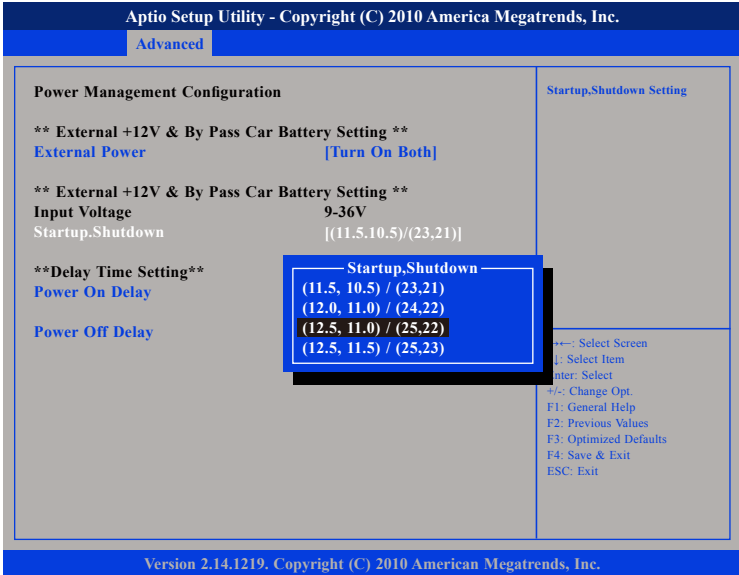 Aptio Setup Utility - Copyright (C) 2010 America Megatrends, Inc.
Advanced
Power Management Configuration
** External +12V & By Pass Car Battery Setting **
External Power [Turn On Both]
** External +12V & By Pass Car Battery Setting **
Input Voltage 9-36V
Startup.Shutdown [(11.5.10.5)/(23,21)]
**Delay Time Setting**
Power On Delay
Power Off Delay
Startup,Shutdown
(11.5, 10.5) / (23,21)
(12.0, 11.0) / (24,22)
(12.5, 11.0) / (25,22)
(12.5, 11.5) / (25,23)
Startup,Shutdown Setting
→←: Select Screen
↓: Select Item
nter: Select
+/-: Change Opt.
F1: General Help
F2: Previous Values
F3: Optimized Defaults
F4: Save & Exit
ESC: Exit
Version 2.14.1219. Copyright (C) 2010 American Megatrends, Inc.